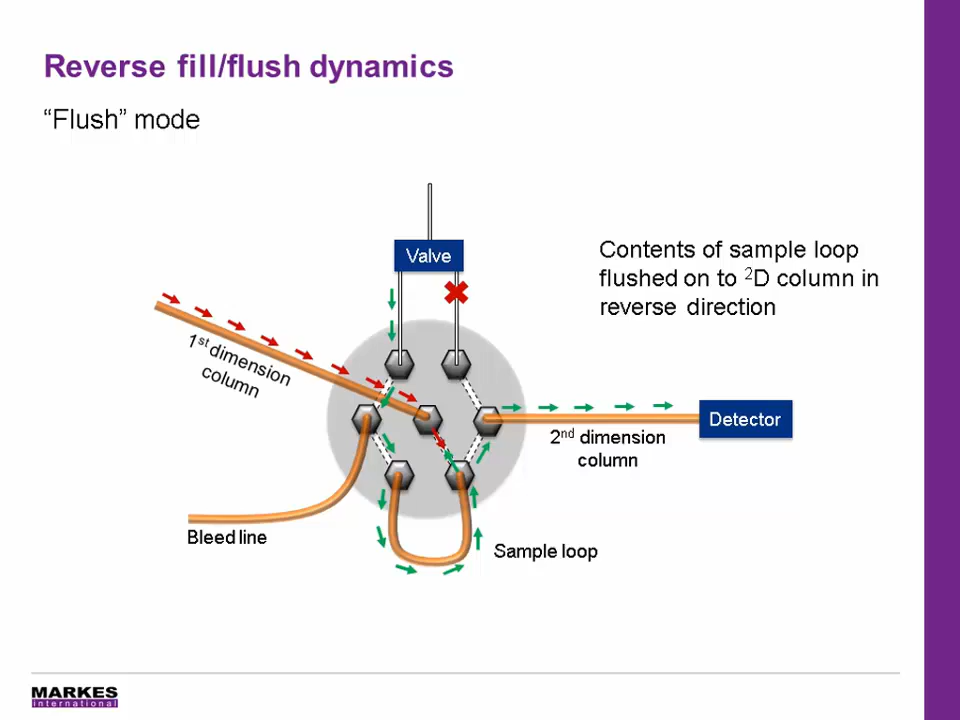 Reverse fill/flush dynamics
“Flush” mode
Valve
Contents of sample loop
flushed on to ²D column in
reverse direction
1st dimension
column
Detector
2nd dimension
column
Bleed line
Sample loop
MARKES
international